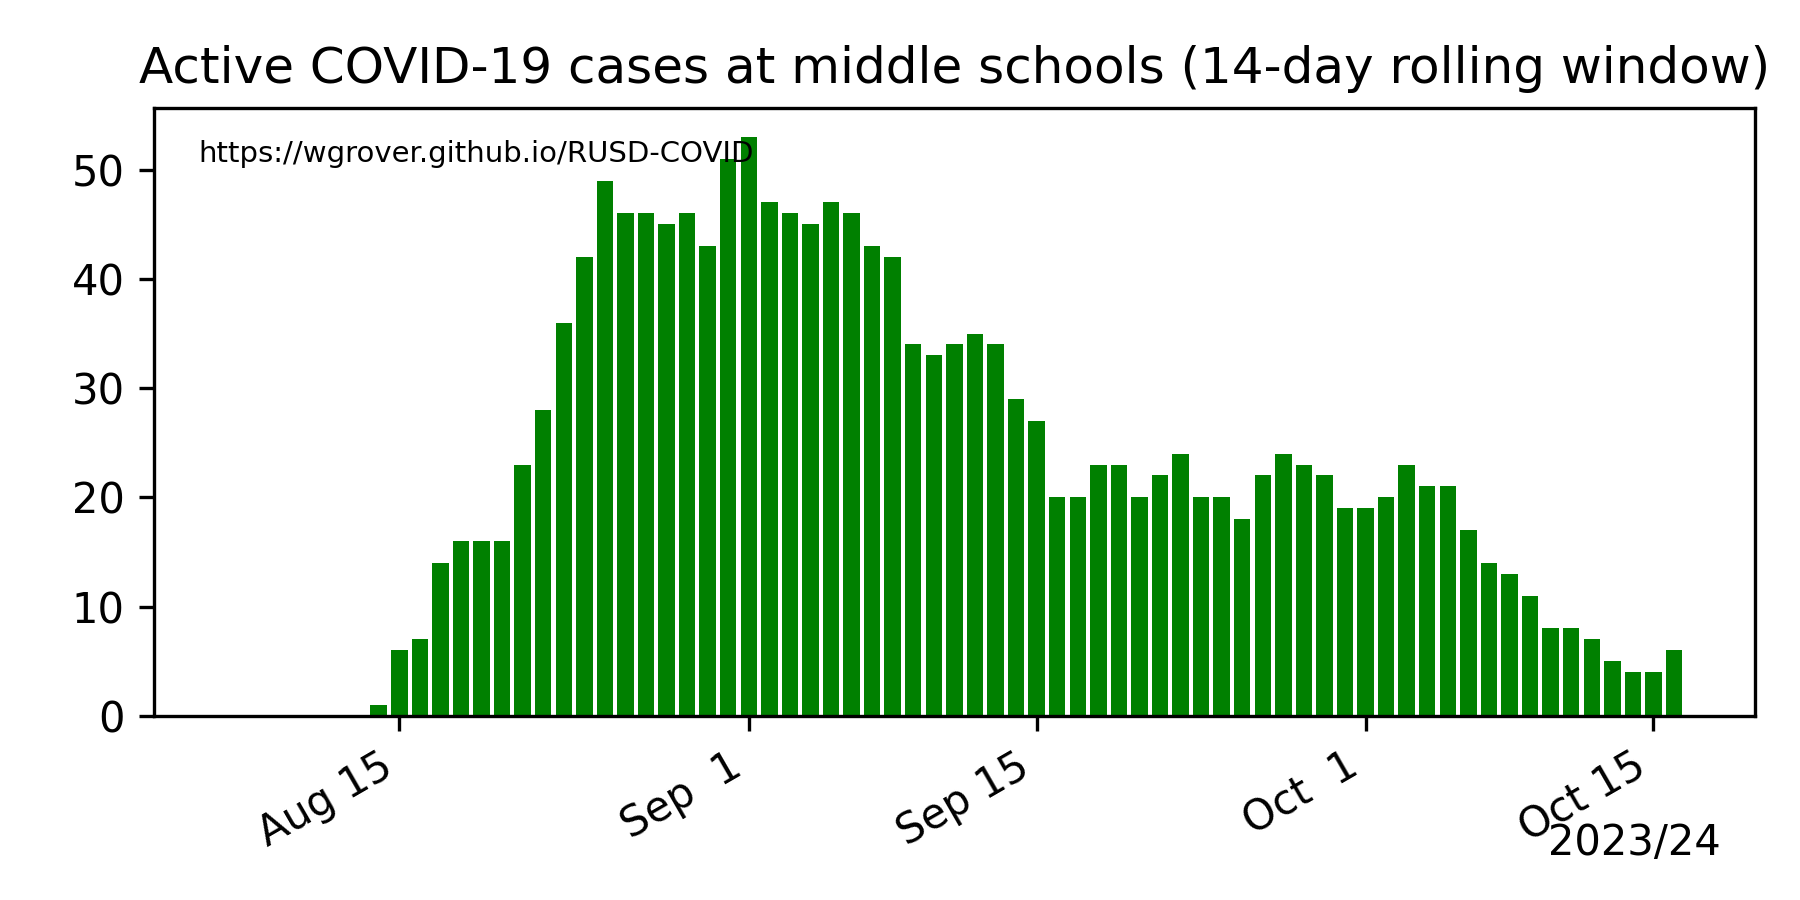 Active COVID-19 cases at middle schools (14-day rolling window)
https://wgrover.github.io/RUSD-COVID
50
40
30
20
10
0
Aug 15
Sep 1
Sep 15
Oct 1
Oct 15
2023/24